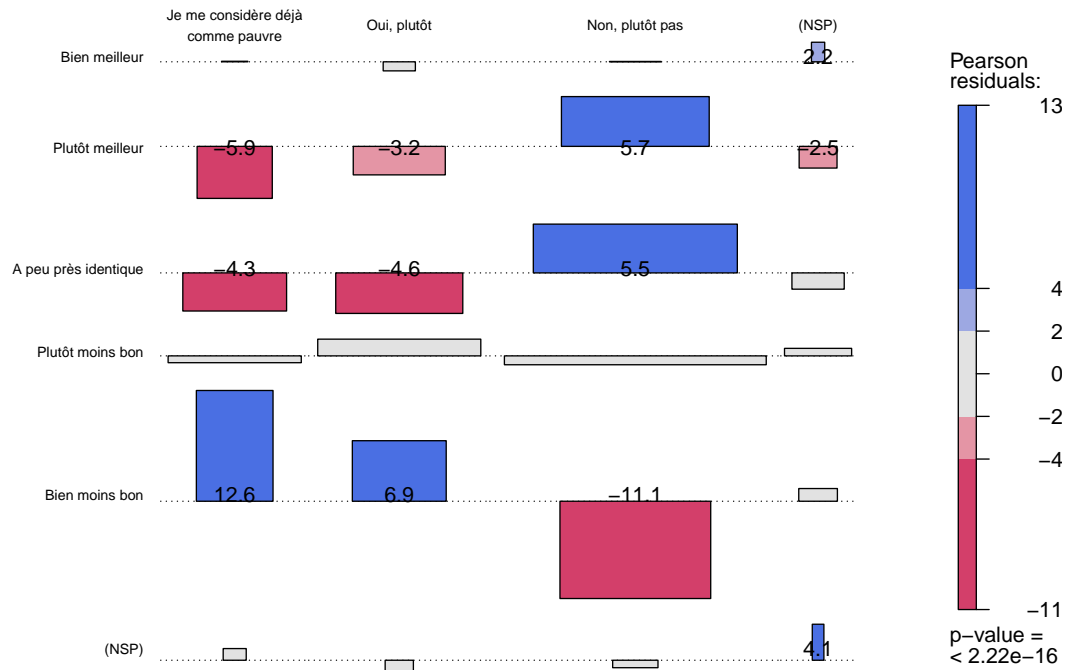 Je me considère déjà
comme pauvre
Oui, plutôt
Non, plutôt pas
(NSP)
Bien meilleur
2.2
Plutôt meilleur
−5.9
−3.2
5.7
−2.5
A peu près identique
−4.3
−4.6
5.5
Plutôt moins bon
Bien moins bon
12.6
6.9
−11.1
(NSP)
4.1
Pearson
residuals:
13
4
2
0
−2
−4
−11
p−value =
< 2.22e−16